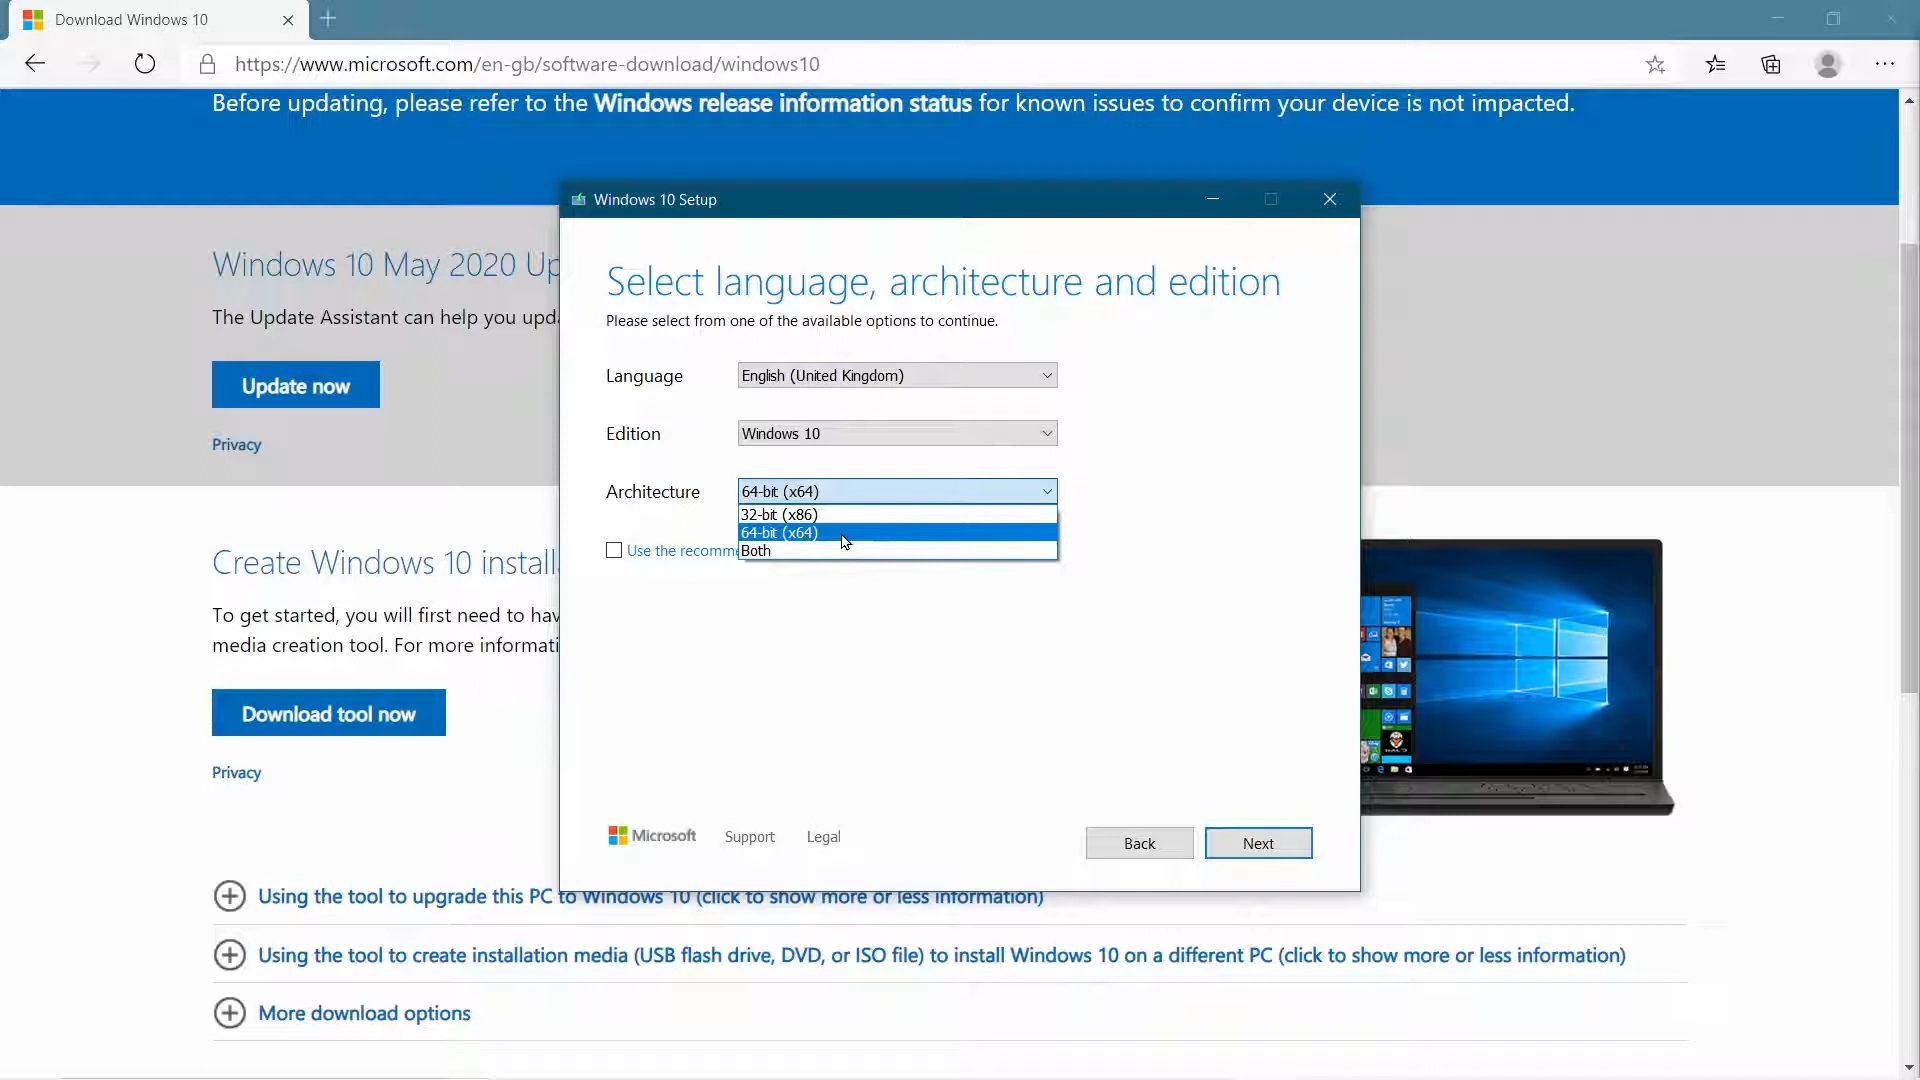 Download Windows 10
https://www.microsoft.com/en-gb/software-download/windows10
Before updating, please refer to the Windows release information status for known issues to confirm your device is not impacted.
Windows 10 Setup
Windows 10 May 2020 Up
The Update Assistant can help you upda
Update now
Privacy
Select language, architecture and edition
Please select from one of the available options to continue.
Language
English (United Kingdom)
Edition
Windows 10
Architecture
64-bit (x64)
32-bit (x86)
64-bit (x64)
Both
Use the recomme
Create Windows 10 install
To get started, you will first need to hav
media creation tool. For more informati
Download tool now
Privacy
Microsoft
Support
Legal
Back
Next
Using the tool to upgrade this PC to Windows 10 (click to show more or less information)
Using the tool to create installation media (USB flash drive, DVD, or ISO file) to install Windows 10 on a different PC (click to show more or less information)
More download options